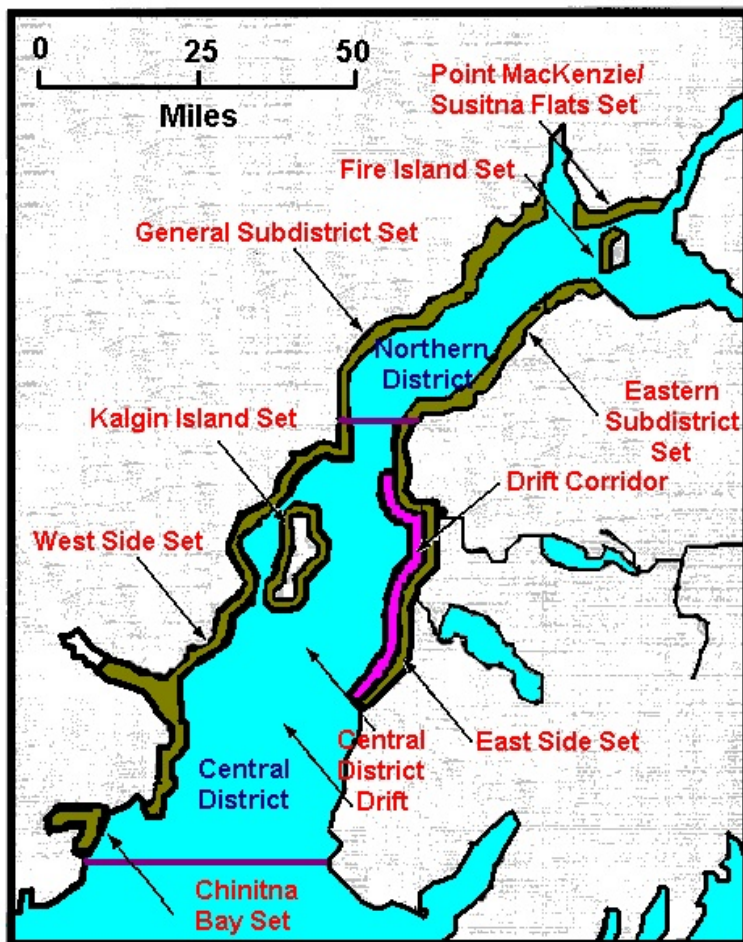 0 25 50
Miles
Point MacKenzie/
Susitna Flats Set
Fire Island Set
General Subdistrict Set
Northern
District
Kalgin Island Set
Eastern
Subdistrict
Set
Drift Corridor
West Side Set
Central
District
Drift
East Side Set
Central
District
Chinitna
Bay Set